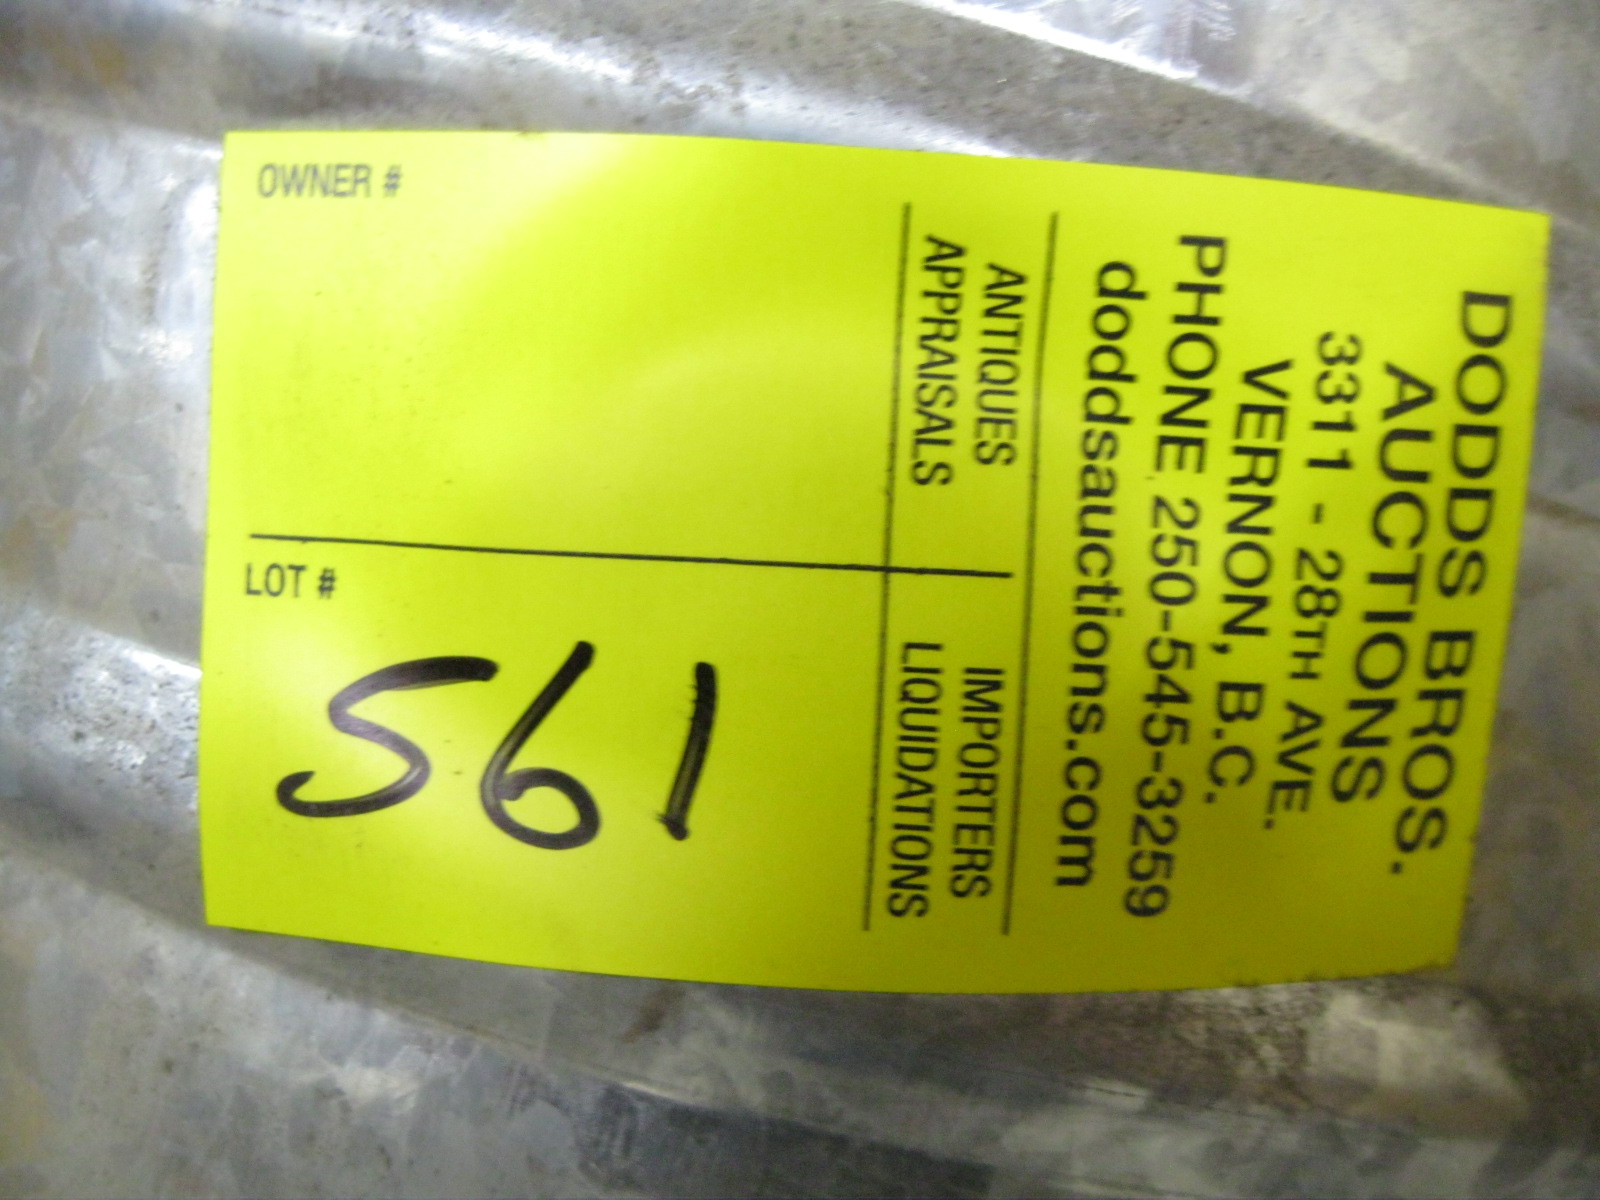 DODDS BROS.
AUCTIONS
3311 - 28TH AVE.
VERNON, B.C.
PHONE 250-545-3259
doddsauctions.com
ANTIQUES
APPRAISALS
IMPORTERS
LIQUIDATIONS
OWNER #
LOT #
561